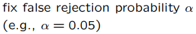 fix false rejection probability α
(e.g., α = 0.05)